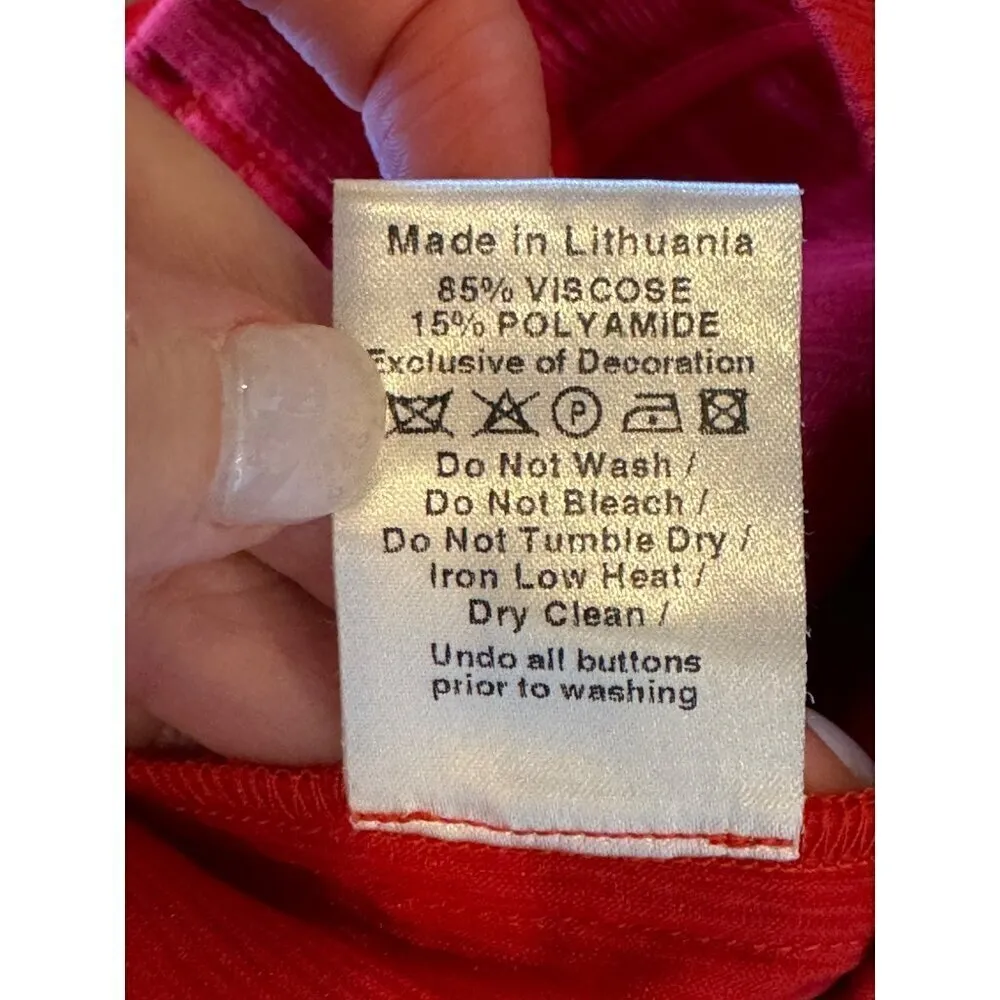 Made in Lithuania
85% VISCOSE
15% POLYAMIDE
Exclusive of Decoration
P
Do Not Wash /
Do Not Bleach /
Do Not Tumble Dry /
Iron Low Heat /
Dry Clean /
Undo all buttons
prior to washing